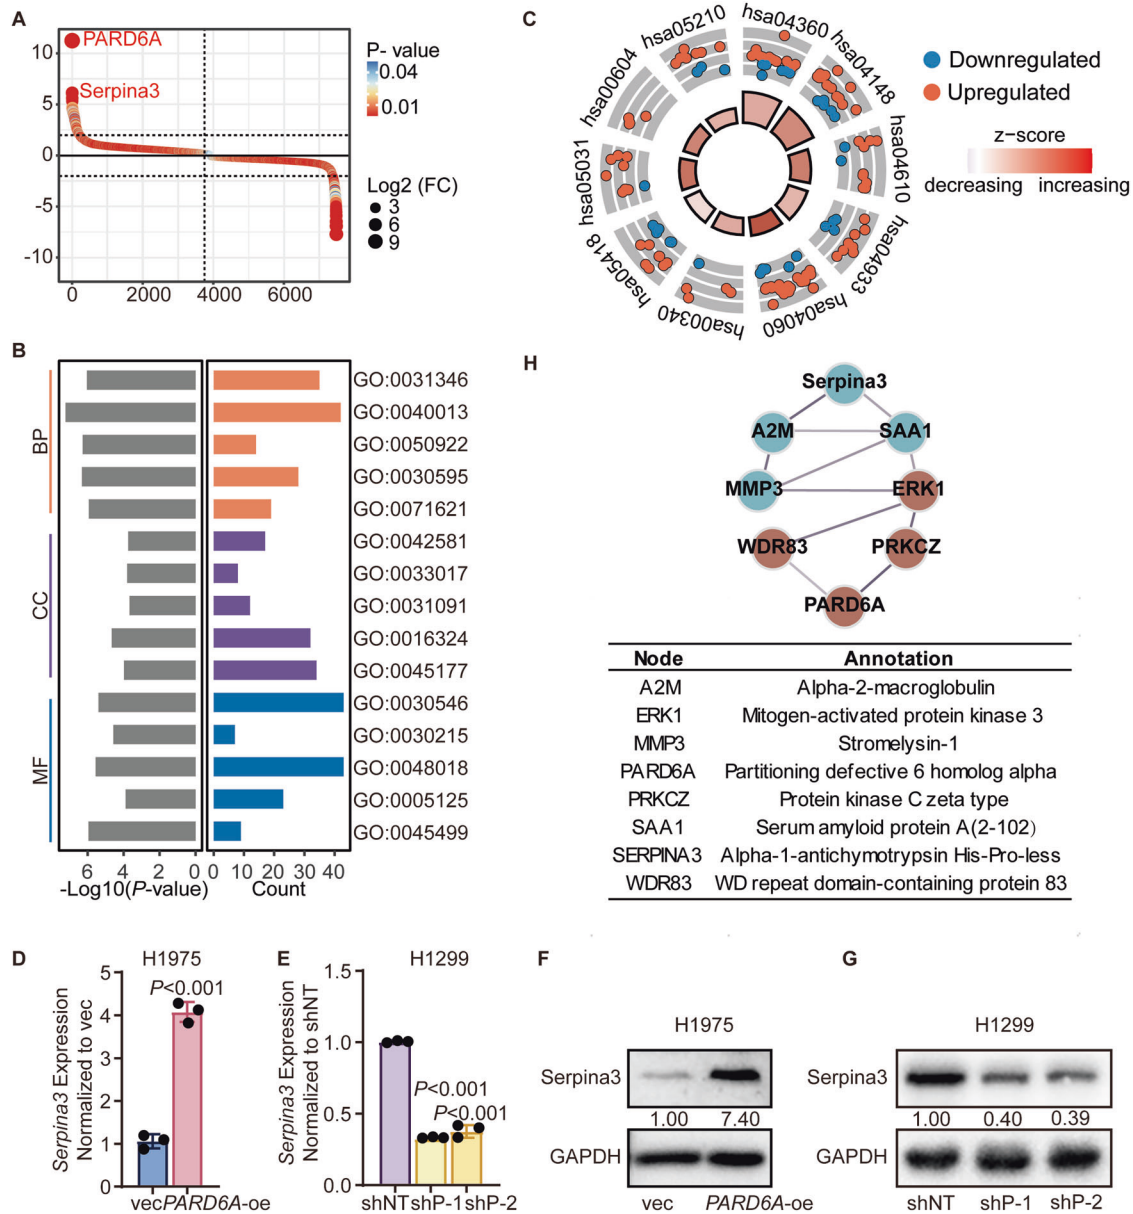 A
PARD6A
Serpina3
10
5
0
-5
-10
0
2000
4000
6000
P- value
0.04
0.01
Log2 (FC)
3
6
9
B
BP
CC
MF
GO:0031346
GO:0040013
GO:0050922
GO:0030595
GO:0071621
GO:0042581
GO:0033017
GO:0031091
GO:0016324
GO:0045177
GO:0030546
GO:0030215
GO:0048018
GO:0005125
GO:0045499
6 4 2 0
0 10 20 30 40
-Log10(P-value)
Count
C
hsa04360
hsa04148
hsa04610
hsa04933
hsa04060
hsa00340
hsa05418
hsa05031
hsa00604
hsa05210
Downregulated
Upregulated
z-score
decreasing increasing
H
Serpina3
A2M
SAA1
MMP3
ERK1
WDR83
PRKCZ
PARD6A
Node Annotation
A2M Alpha-2-macroglobulin
ERK1 Mitogen-activated protein kinase 3
MMP3 Stromelysin-1
PARD6A Partitioning defective 6 homolog alpha
PRKCZ Protein kinase C zeta type
SAA1 Serum amyloid protein A(2-102)
SERPINA3 Alpha-1-antichymotrypsin His-Pro-less
WDR83 WD repeat domain-containing protein 83
D
H1975
Serpina3 Expression
Normalized to vec
5
4
3
2
1
0
P<0.001
vec PARD6A-oe
E
H1299
Serpina3 Expression
Normalized to shNT
1.5
1.0
0.5
0.0
P<0.001
P<0.001
shNT shP-1 shP-2
F
H1975
Serpina3
1.00 7.40
GAPDH
vec PARD6A-oe
G
H1299
Serpina3
1.00 0.40 0.39
GAPDH
shNT shP-1 shP-2